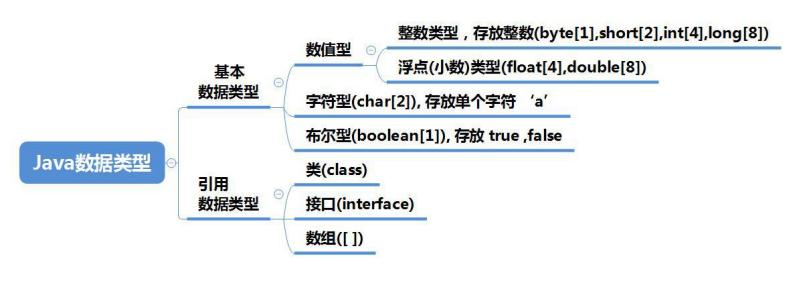 Java数据类型
基本
数据类型
数值型
整数类型，存放整数(byte[1],short[2],int[4],long[8])
浮点(小数)类型(float[4],double[8])
字符型(char[2]), 存放单个字符 ‘a’
布尔型(boolean[1]), 存放 true ,false
引用
数据类型
类(class)
接口(interface)
数组([ ])